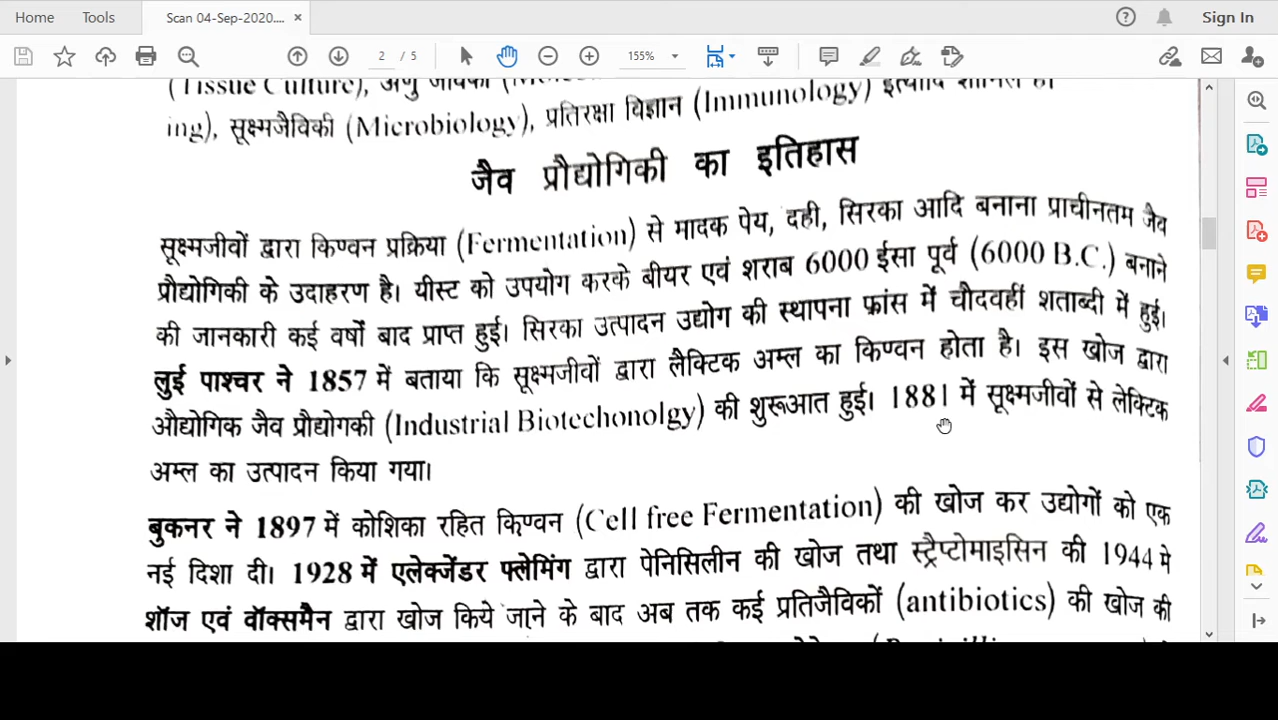 Home Tools Scan 04-Sep-2020.... × Sign In
2 / 5 155%
(Tissue Culture), अणु
ing), सूक्ष्मजैविकी (Microbiology), प्रतिरक्षा विज्ञान (Immunology) इत्यादि शामिल है।
जैव प्रौद्योगिकी का इतिहास
सूक्ष्मजीवों द्वारा किण्वन प्रक्रिया (Fermentation) से मादक पेय, दही, सिरका आदि बनाना प्राचीनतम जैव
प्रौद्योगिकी के उदाहरण है। यीस्ट को उपयोग करके बीयर एवं शराब 6000 ईसा पूर्व (6000 B.C.) बनाने
की जानकारी कई वर्षों बाद प्राप्त हुई। सिरका उत्पादन उद्योग की स्थापना फ्रांस में चौदवहीं शताब्दी में हुई।
लुई पाश्चर ने 1857 में बताया कि सूक्ष्मजीवों द्वारा लैक्टिक अम्ल का किण्वन होता है। इस खोज द्वारा
औद्योगिक जैव प्रौद्योगकी (Industrial Biotechonolgy) की शुरूआत हुई। 1881 में सूक्ष्मजीवों से लेक्टिक
अम्ल का उत्पादन किया गया।
बुकनर ने 1897 में कोशिका रहित किण्वन (Cell free Fermentation) की खोज कर उद्योगों को एक
नई दिशा दी। 1928 में एलेक्जेंडर फ्लेमिंग द्वारा पेनिसिलीन की खोज तथा स्ट्रैप्टोमाइसिन की 1944 मे
शॉज एवं वॉक्समैन द्वारा खोज किये जाने के बाद अब तक कई प्रतिजैविकों (antibiotics) की खोज की